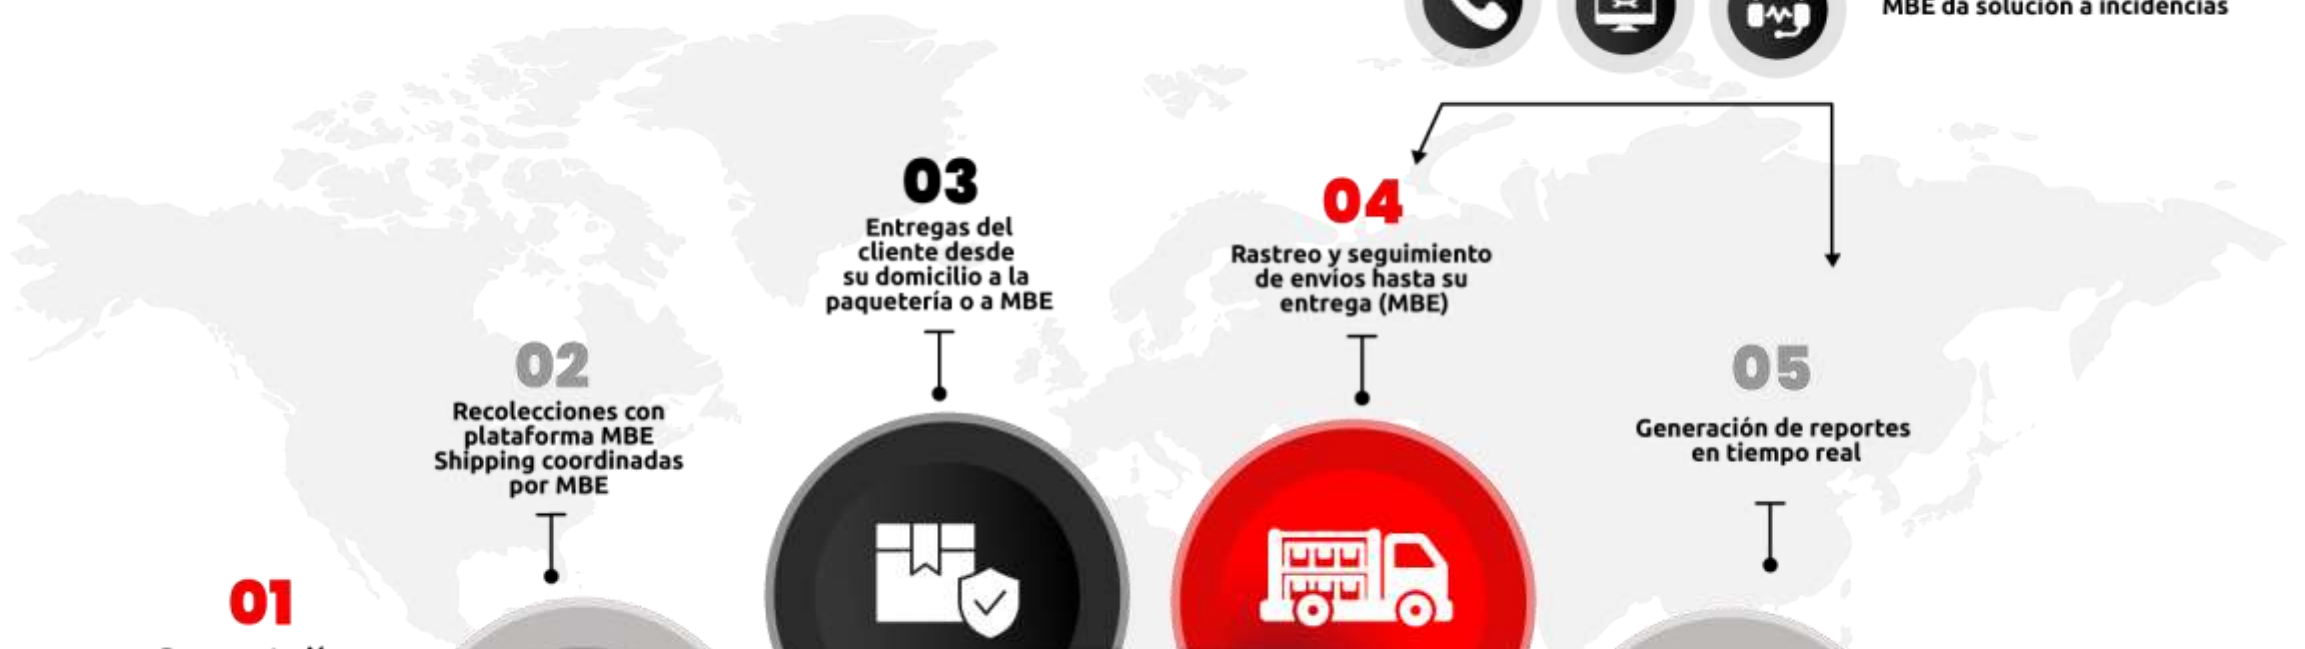 MBE da solución a incidencias
03
Entregas del
cliente desde
su domicilio a la
paquetería o a MBE
04
Rastreo y seguimiento
de envíos hasta su
entrega (MBE)
02
Recolecciones con
plataforma MBE
Shipping coordinadas
por MBE
05
Generación de reportes
en tiempo real
01